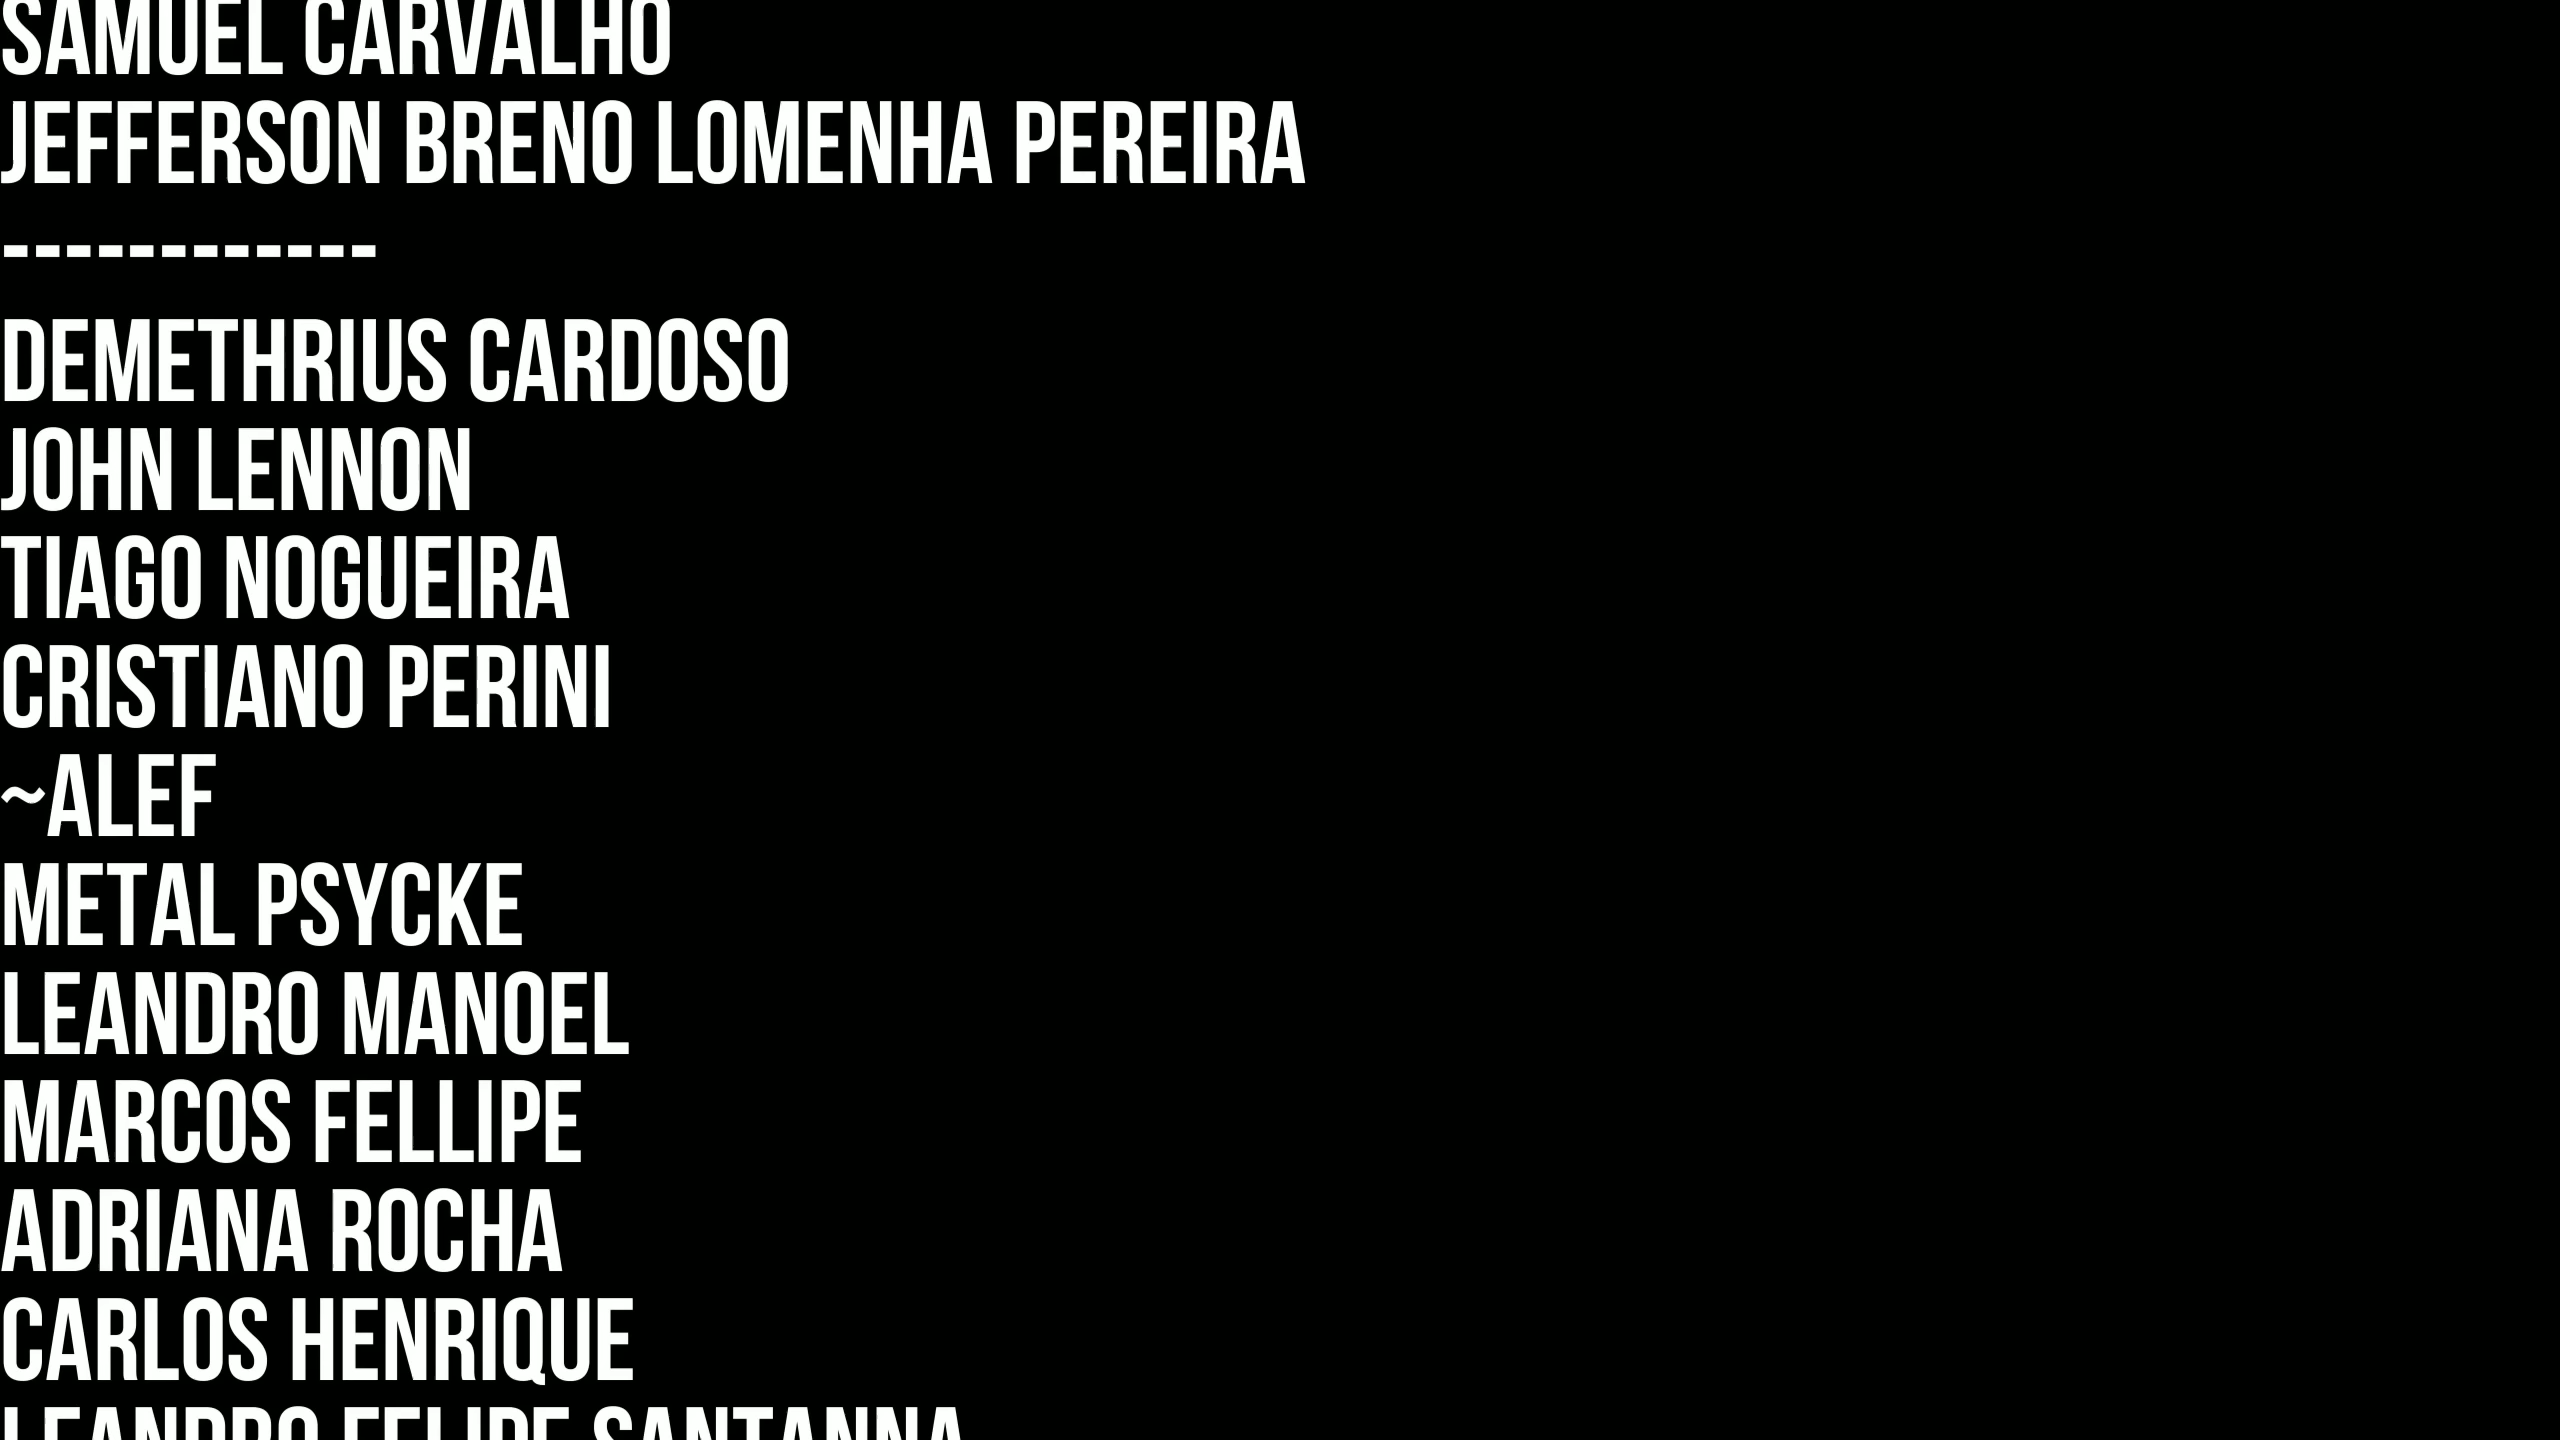 SAMUEL CARVALHO
JEFFERSON BRENO LOMENHA PEREIRA
------------
DEMETHRIUS CARDOSO
JOHN LENNON
TIAGO NOGUEIRA
CRISTIANO PERINI
~ALEF
METAL PSYCKE
LEANDRO MANOEL
MARCOS FELLIPE
ADRIANA ROCHA
CARLOS HENRIQUE
LEANDRO FELIPE SANTANNA